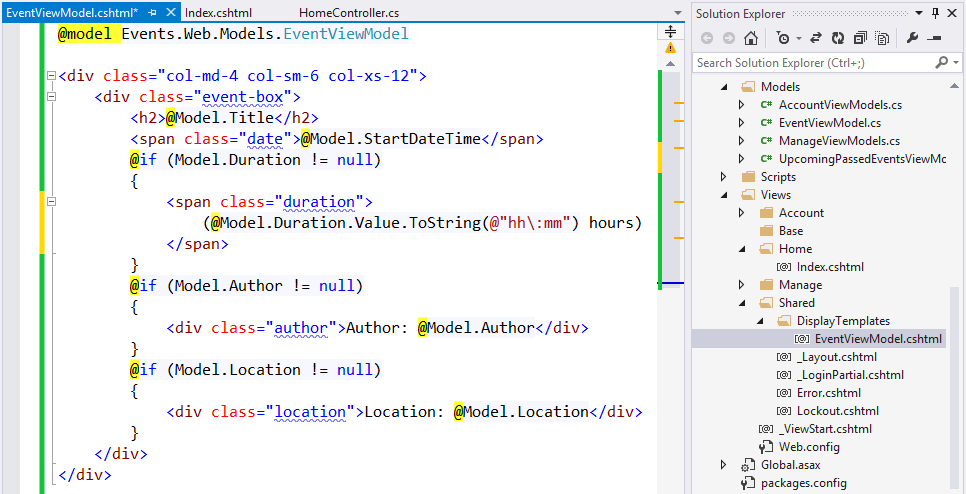 EventViewModel.cshtml* Index.cshtml HomeController.cs
@model Events.Web.Models.EventViewModel
<div class="col-md-4 col-sm-6 col-xs-12">
<div class="event-box">
<h2>@Model.Title</h2>
<span class="date">@Model.StartDateTime</span>
@if (Model.Duration != null)
{
<span class="duration">
(@Model.Duration.Value.ToString(@"hh\:mm") hours)
</span>
}
@if (Model.Author != null)
{
<div class="author">Author: @Model.Author</div>
}
@if (Model.Location != null)
{
<div class="location">Location: @Model.Location</div>
}
</div>
</div>
Solution Explorer
Search Solution Explorer (Ctrl+;)
Models
C# AccountViewModels.cs
C# EventViewModel.cs
C# ManageViewModels.cs
C# UpcomingPassedEventsViewMo
Scripts
Views
Account
Base
Home
[@] Index.cshtml
Manage
Shared
DisplayTemplates
[@] EventViewModel.cshtml
[@] _Layout.cshtml
[@] _LoginPartial.cshtml
[@] Error.cshtml
[@] Lockout.cshtml
[@] _ViewStart.cshtml
Web.config
Global.asax
packages.config